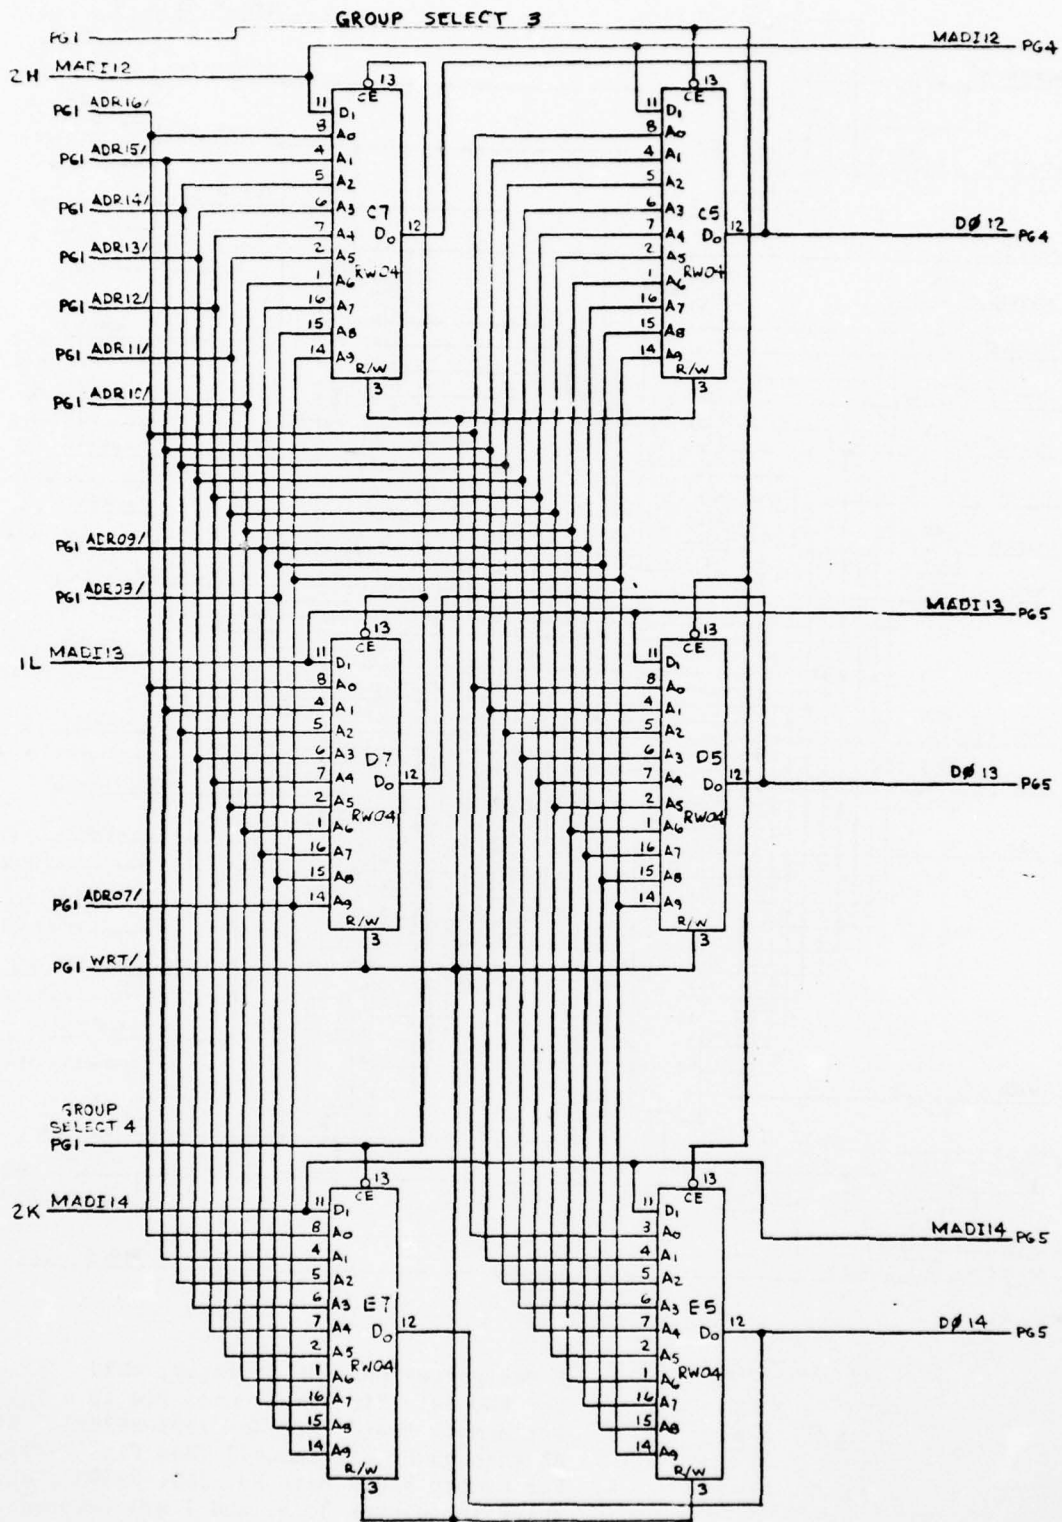 GROUP SELECT 3
PG1
MADI12 PG4
2H MADI12
PG1 ADR16/
PG1 ADR15/
PG1 ADR14/
PG1 ADR13/
PG1 ADR12/
PG1 ADR11/
PG1 ADR10/
13
CE
11 D1
8 A0
4 A1
5 A2
6 A3
7 A4
2 A5
1 A6
16 A7
15 A8
14 A9
C7
D0 12
RW04
R/W
3
13
CE
11 D1
8 A0
4 A1
5 A2
6 A3
7 A4
2 A5
1 A6
16 A7
15 A8
14 A9
C5
D0 12
RW04
R/W
3
DØ12 PG4
PG1 ADR09/
PG1 ADR08/
MADI13 PG5
1L MADI13
13
CE
11 D1
8 A0
4 A1
5 A2
6 A3
7 A4
2 A5
1 A6
16 A7
15 A8
14 A9
D7
D0 12
RW04
R/W
3
13
CE
11 D1
8 A0
4 A1
5 A2
6 A3
7 A4
2 A5
1 A6
16 A7
15 A8
14 A9
D5
D0 12
RW04
R/W
3
DØ13 PG5
PG1 ADR07/
PG1 WRT/
GROUP
SELECT 4
PG1
2K MADI14
13
CE
11 D1
8 A0
4 A1
5 A2
6 A3
7 A4
2 A5
1 A6
16 A7
15 A8
14 A9
E7
D0 12
RW04
R/W
3
13
CE
11 D1
3 A0
4 A1
5 A2
6 A3
7 A4
2 A5
1 A6
16 A7
15 A8
14 A9
E5
D0 12
RW04
R/W
3
MADI14 PG5
DØ14 PG5